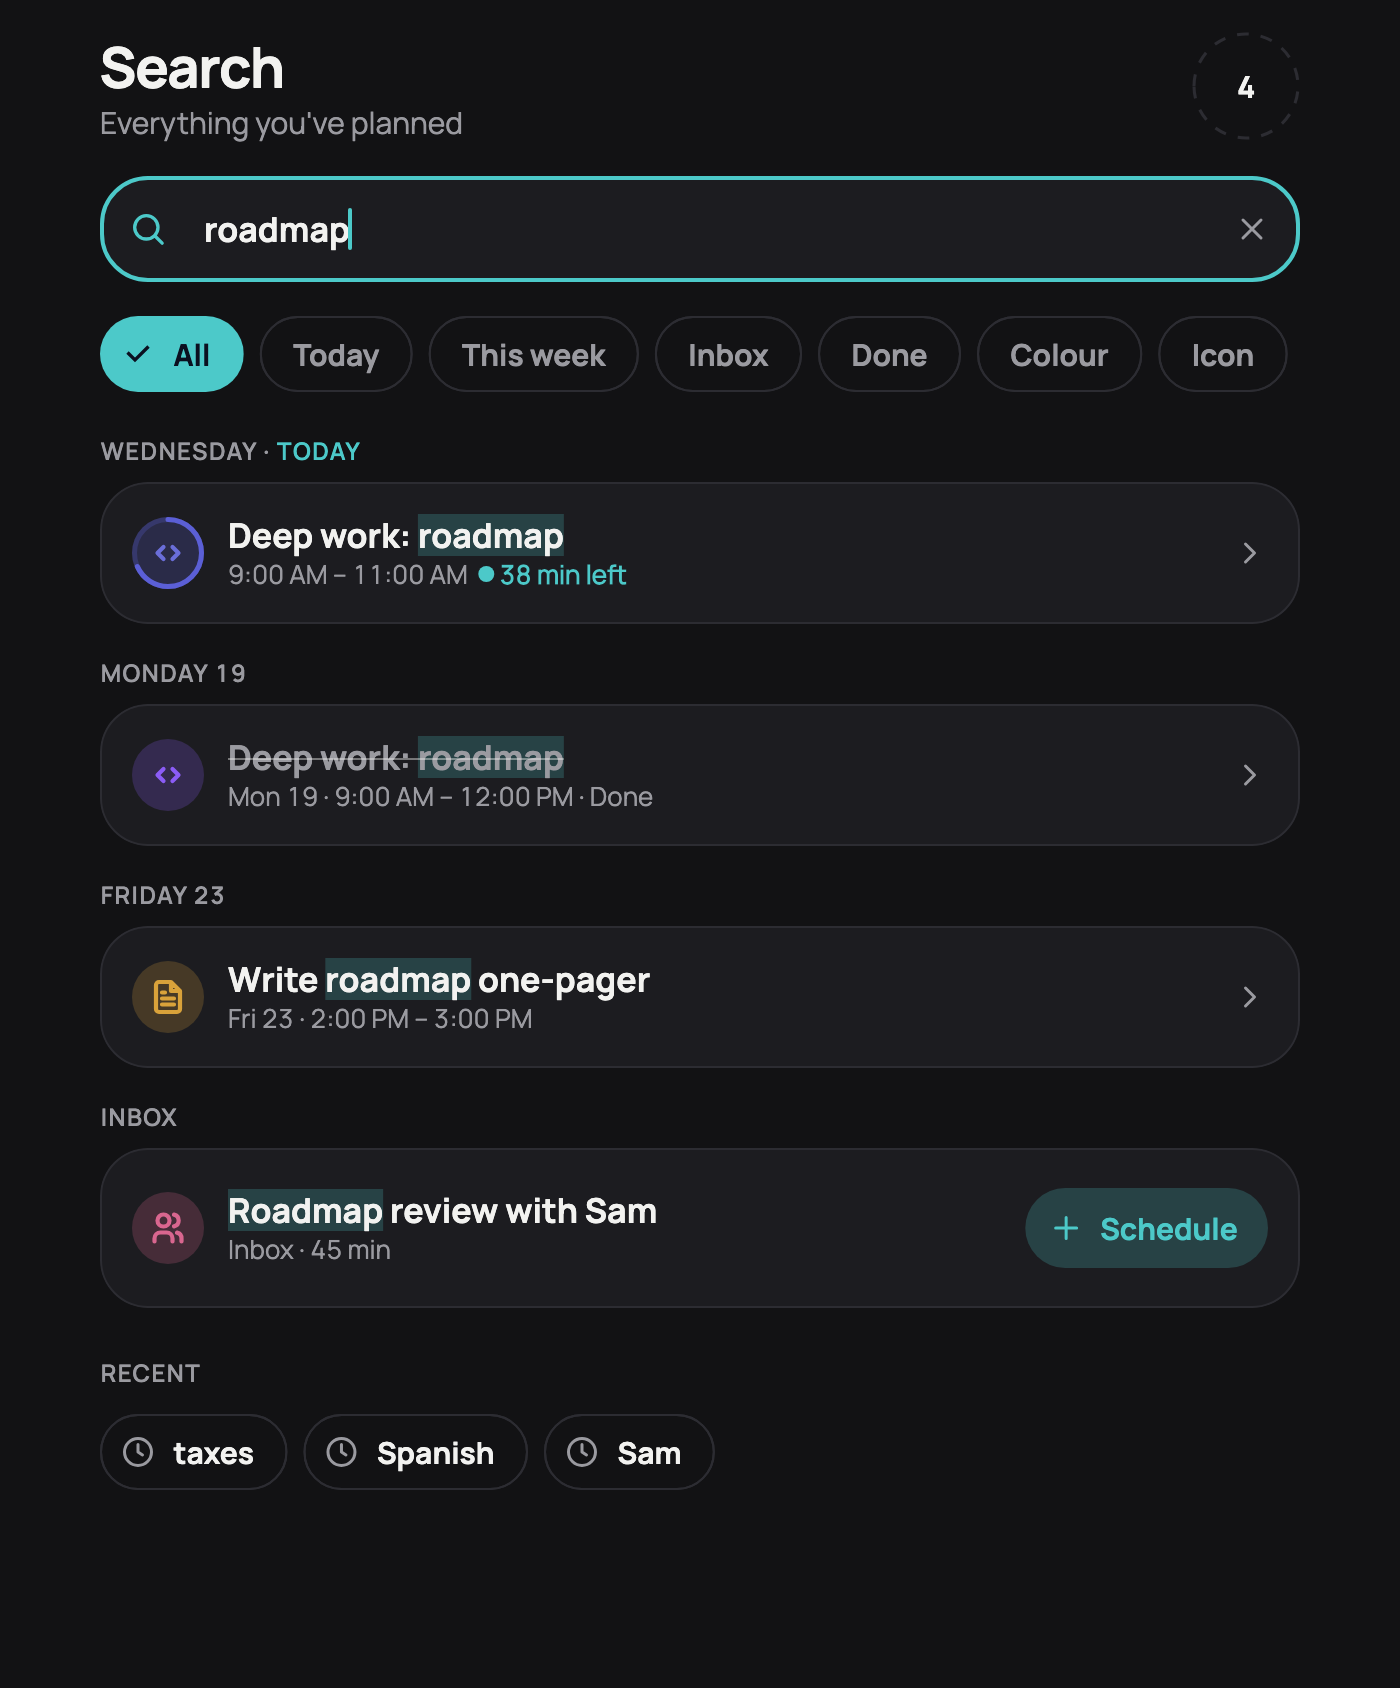 Search
4
Everything you've planned
roadmap
All Today This week Inbox Done Colour Icon
WEDNESDAY · TODAY
Deep work: roadmap
9:00 AM – 11:00 AM 38 min left
MONDAY 19
Deep work: roadmap
Mon 19 · 9:00 AM – 12:00 PM · Done
FRIDAY 23
Write roadmap one-pager
Fri 23 · 2:00 PM – 3:00 PM
INBOX
Roadmap review with Sam
Inbox · 45 min
Schedule
RECENT
taxes Spanish Sam